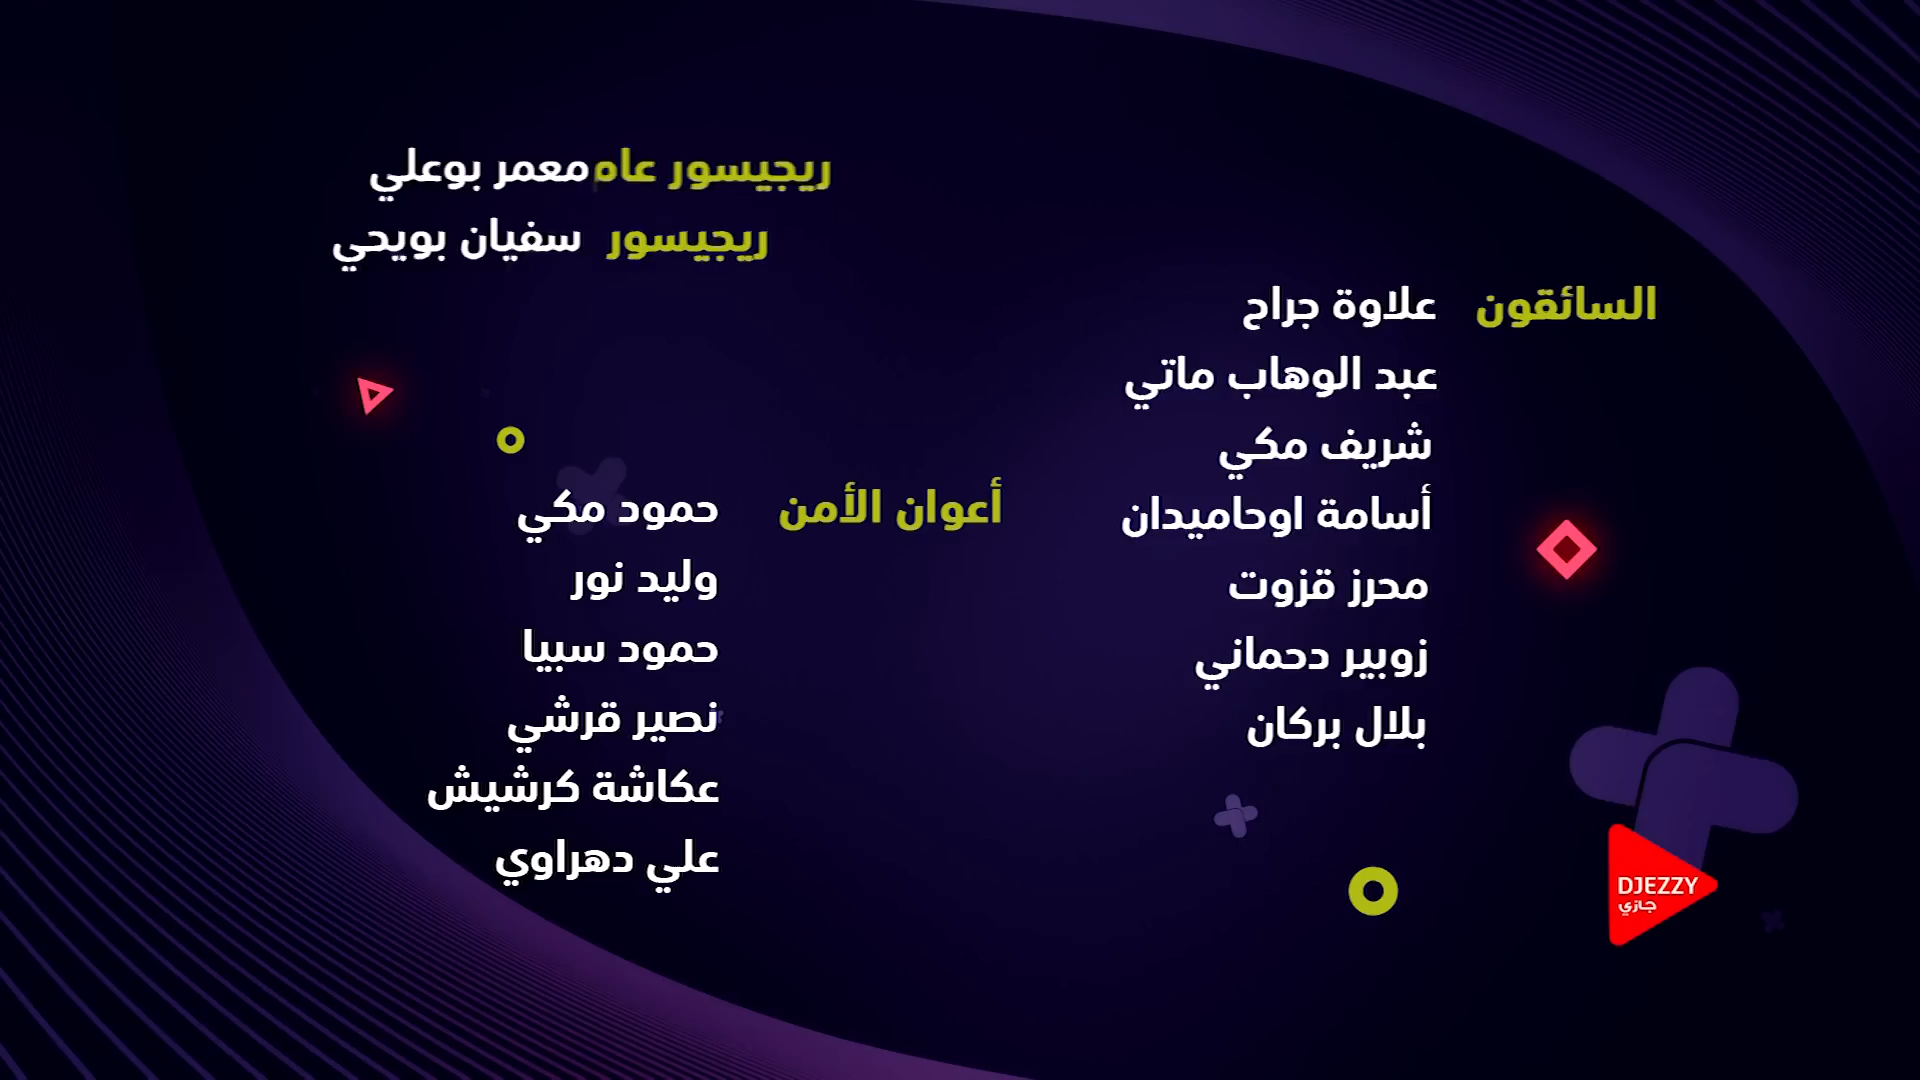 ريجيسور عام معمر بوعلي
ريجيسور سفيان بويحي
السائقون علاوة جراح
عبد الوهاب ماتي
شريف مكي
أسامة اوحاميدان
محرز قزوت
زوبير دحماني
بلال بركان
أعوان الأمن حمود مكي
وليد نور
حمود سبيا
نصير قرشي
عكاشة كرشيش
علي دهراوي
DJEZZY
جازي